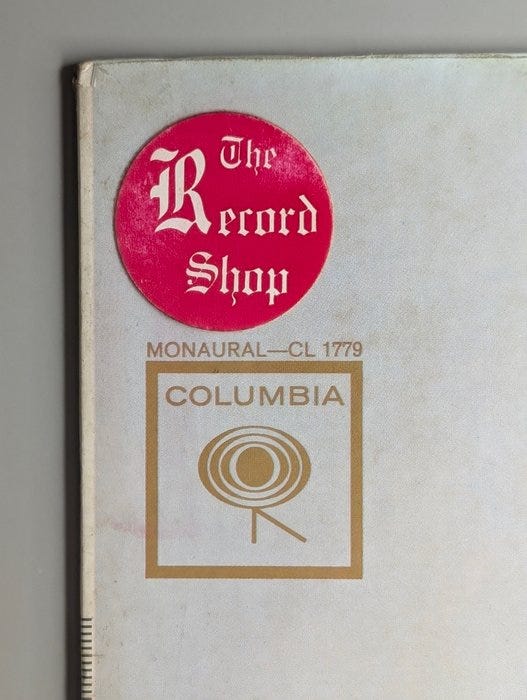 The
Record
Shop
MONAURAL—CL 1779
COLUMBIA